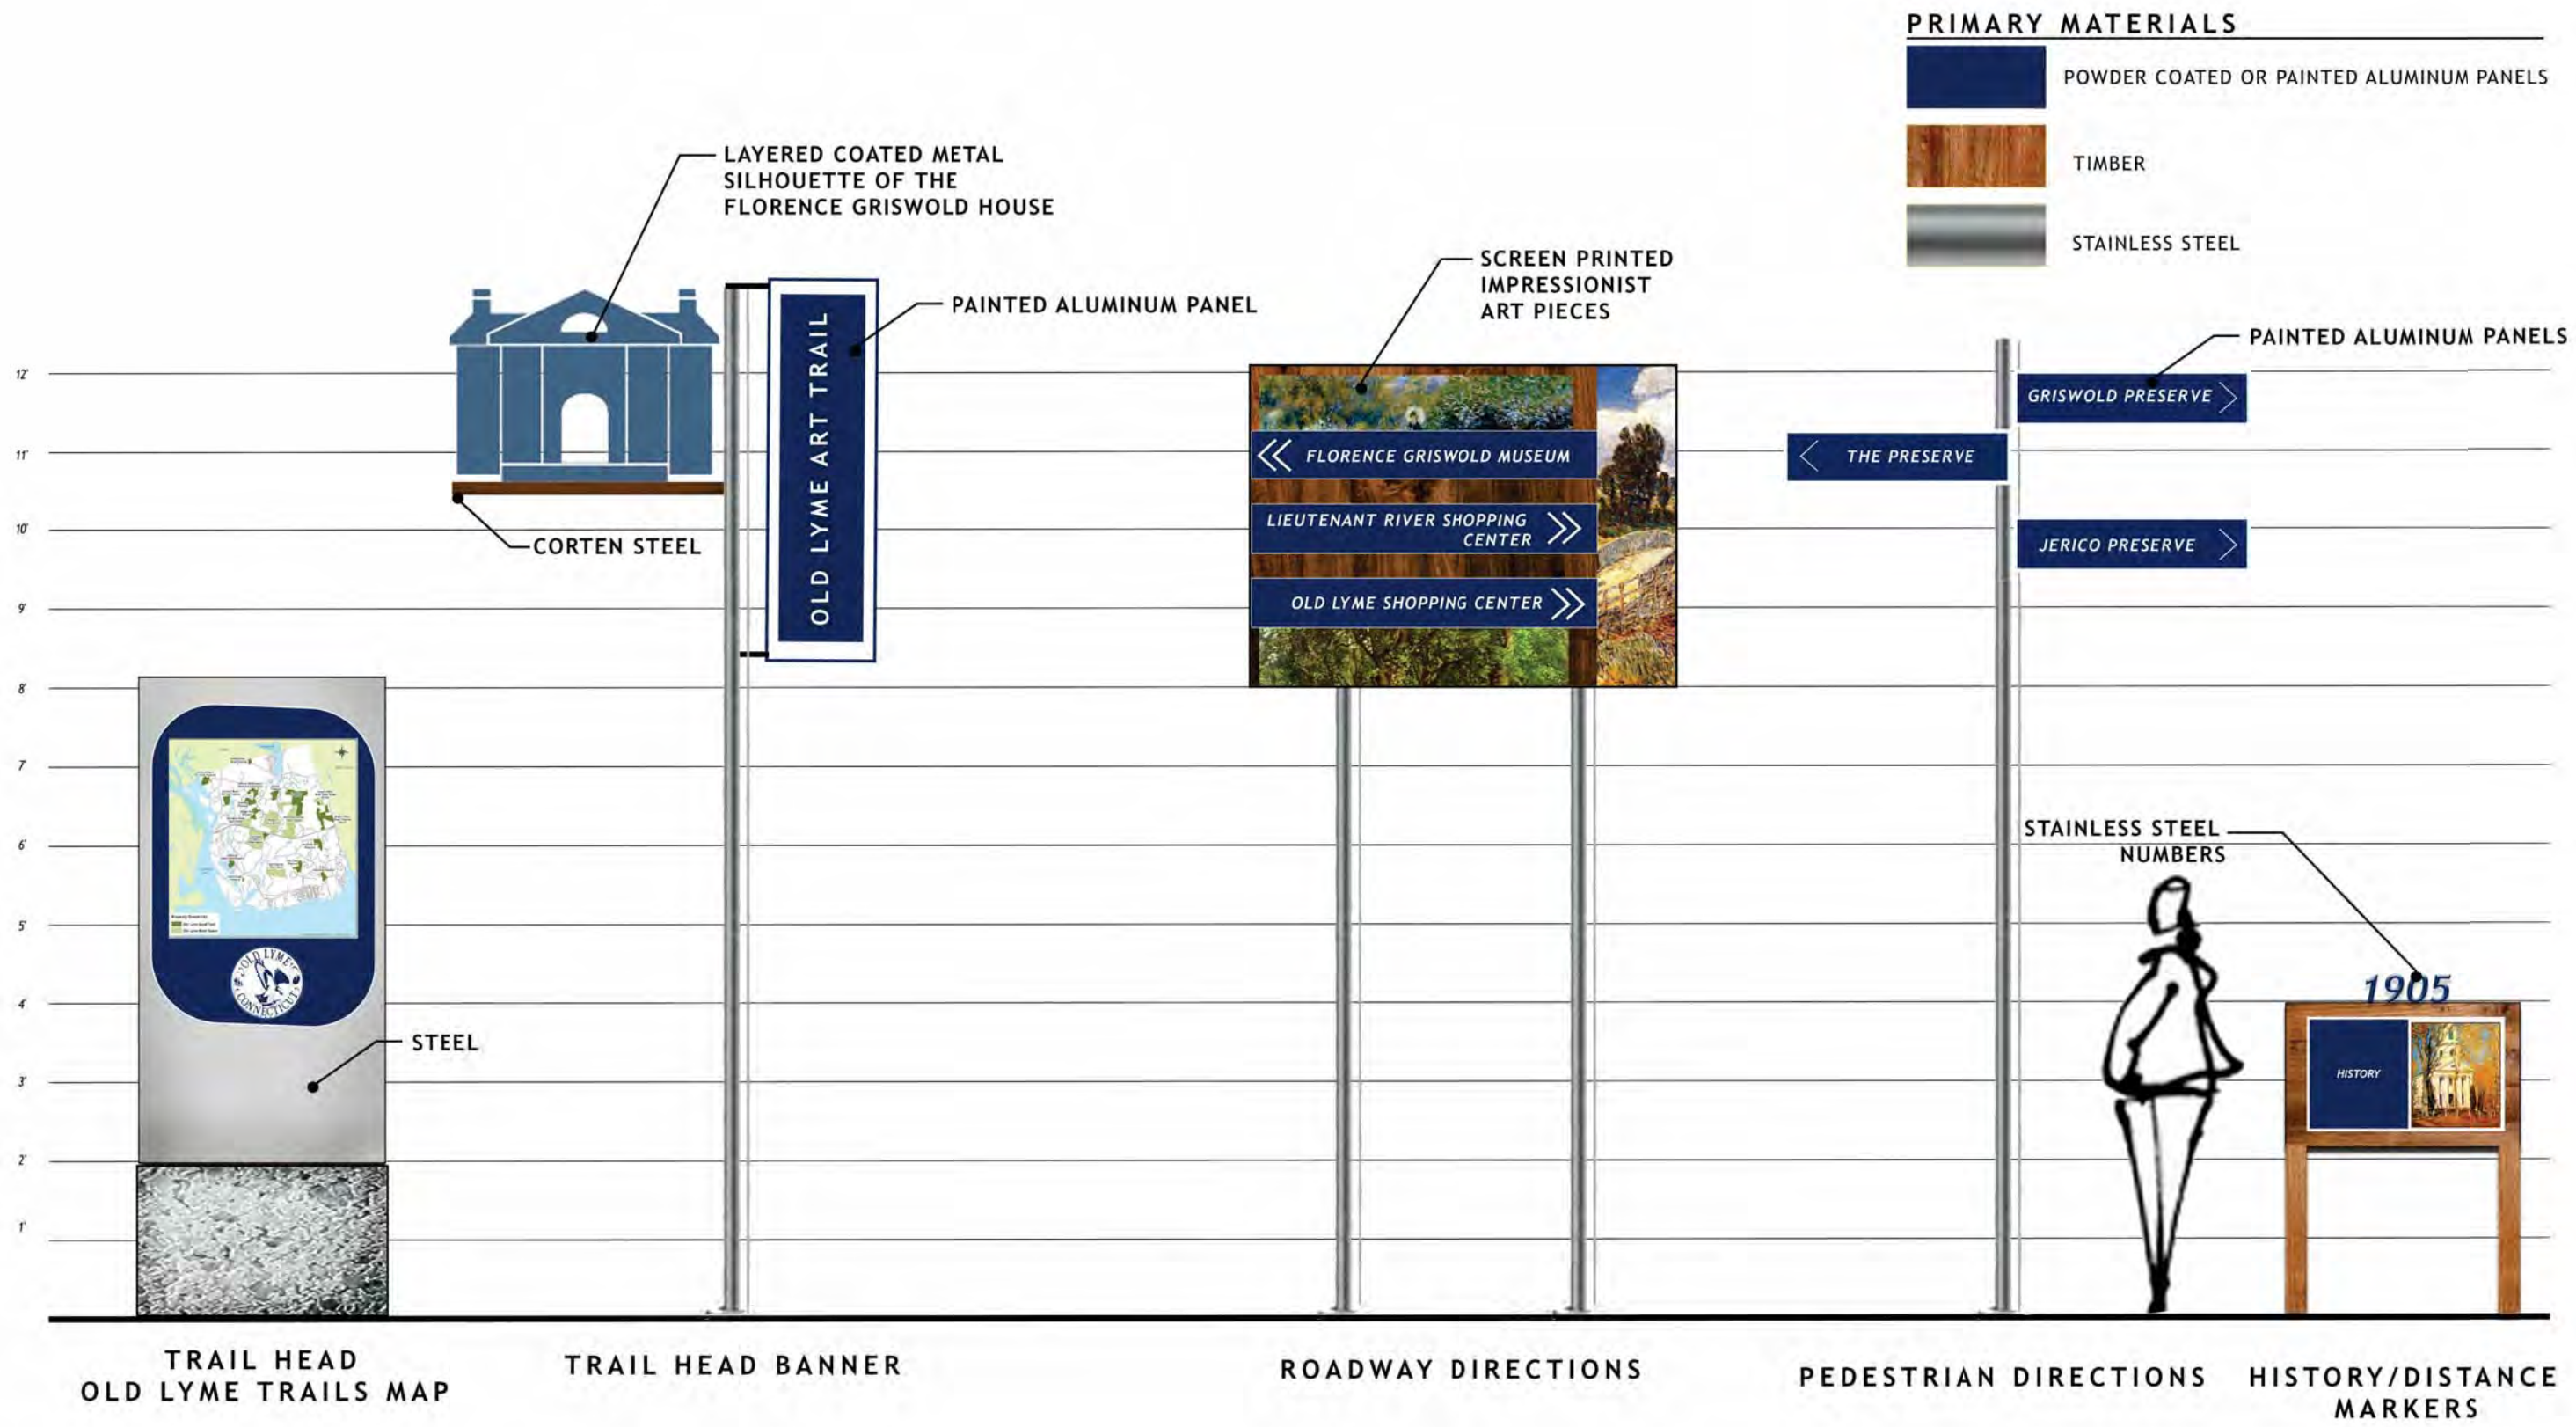 PRIMARY MATERIALS
POWDER COATED OR PAINTED ALUMINUM PANELS
TIMBER
STAINLESS STEEL
LAYERED COATED METAL
SILHOUETTE OF THE
FLORENCE GRISWOLD HOUSE
PAINTED ALUMINUM PANEL
CORTEN STEEL
OLD LYME ART TRAIL
SCREEN PRINTED
IMPRESSIONIST
ART PIECES
FLORENCE GRISWOLD MUSEUM
LIEUTENANT RIVER SHOPPING
CENTER
OLD LYME SHOPPING CENTER
PAINTED ALUMINUM PANELS
GRISWOLD PRESERVE
THE PRESERVE
JERICO PRESERVE
12'
11'
10'
9'
8'
7'
6'
5'
4'
3'
2'
1'
OLD LYME
CONNECTICUT
STEEL
STAINLESS STEEL
NUMBERS
1905
HISTORY
TRAIL HEAD
OLD LYME TRAILS MAP
TRAIL HEAD BANNER
ROADWAY DIRECTIONS
PEDESTRIAN DIRECTIONS
HISTORY/DISTANCE
MARKERS